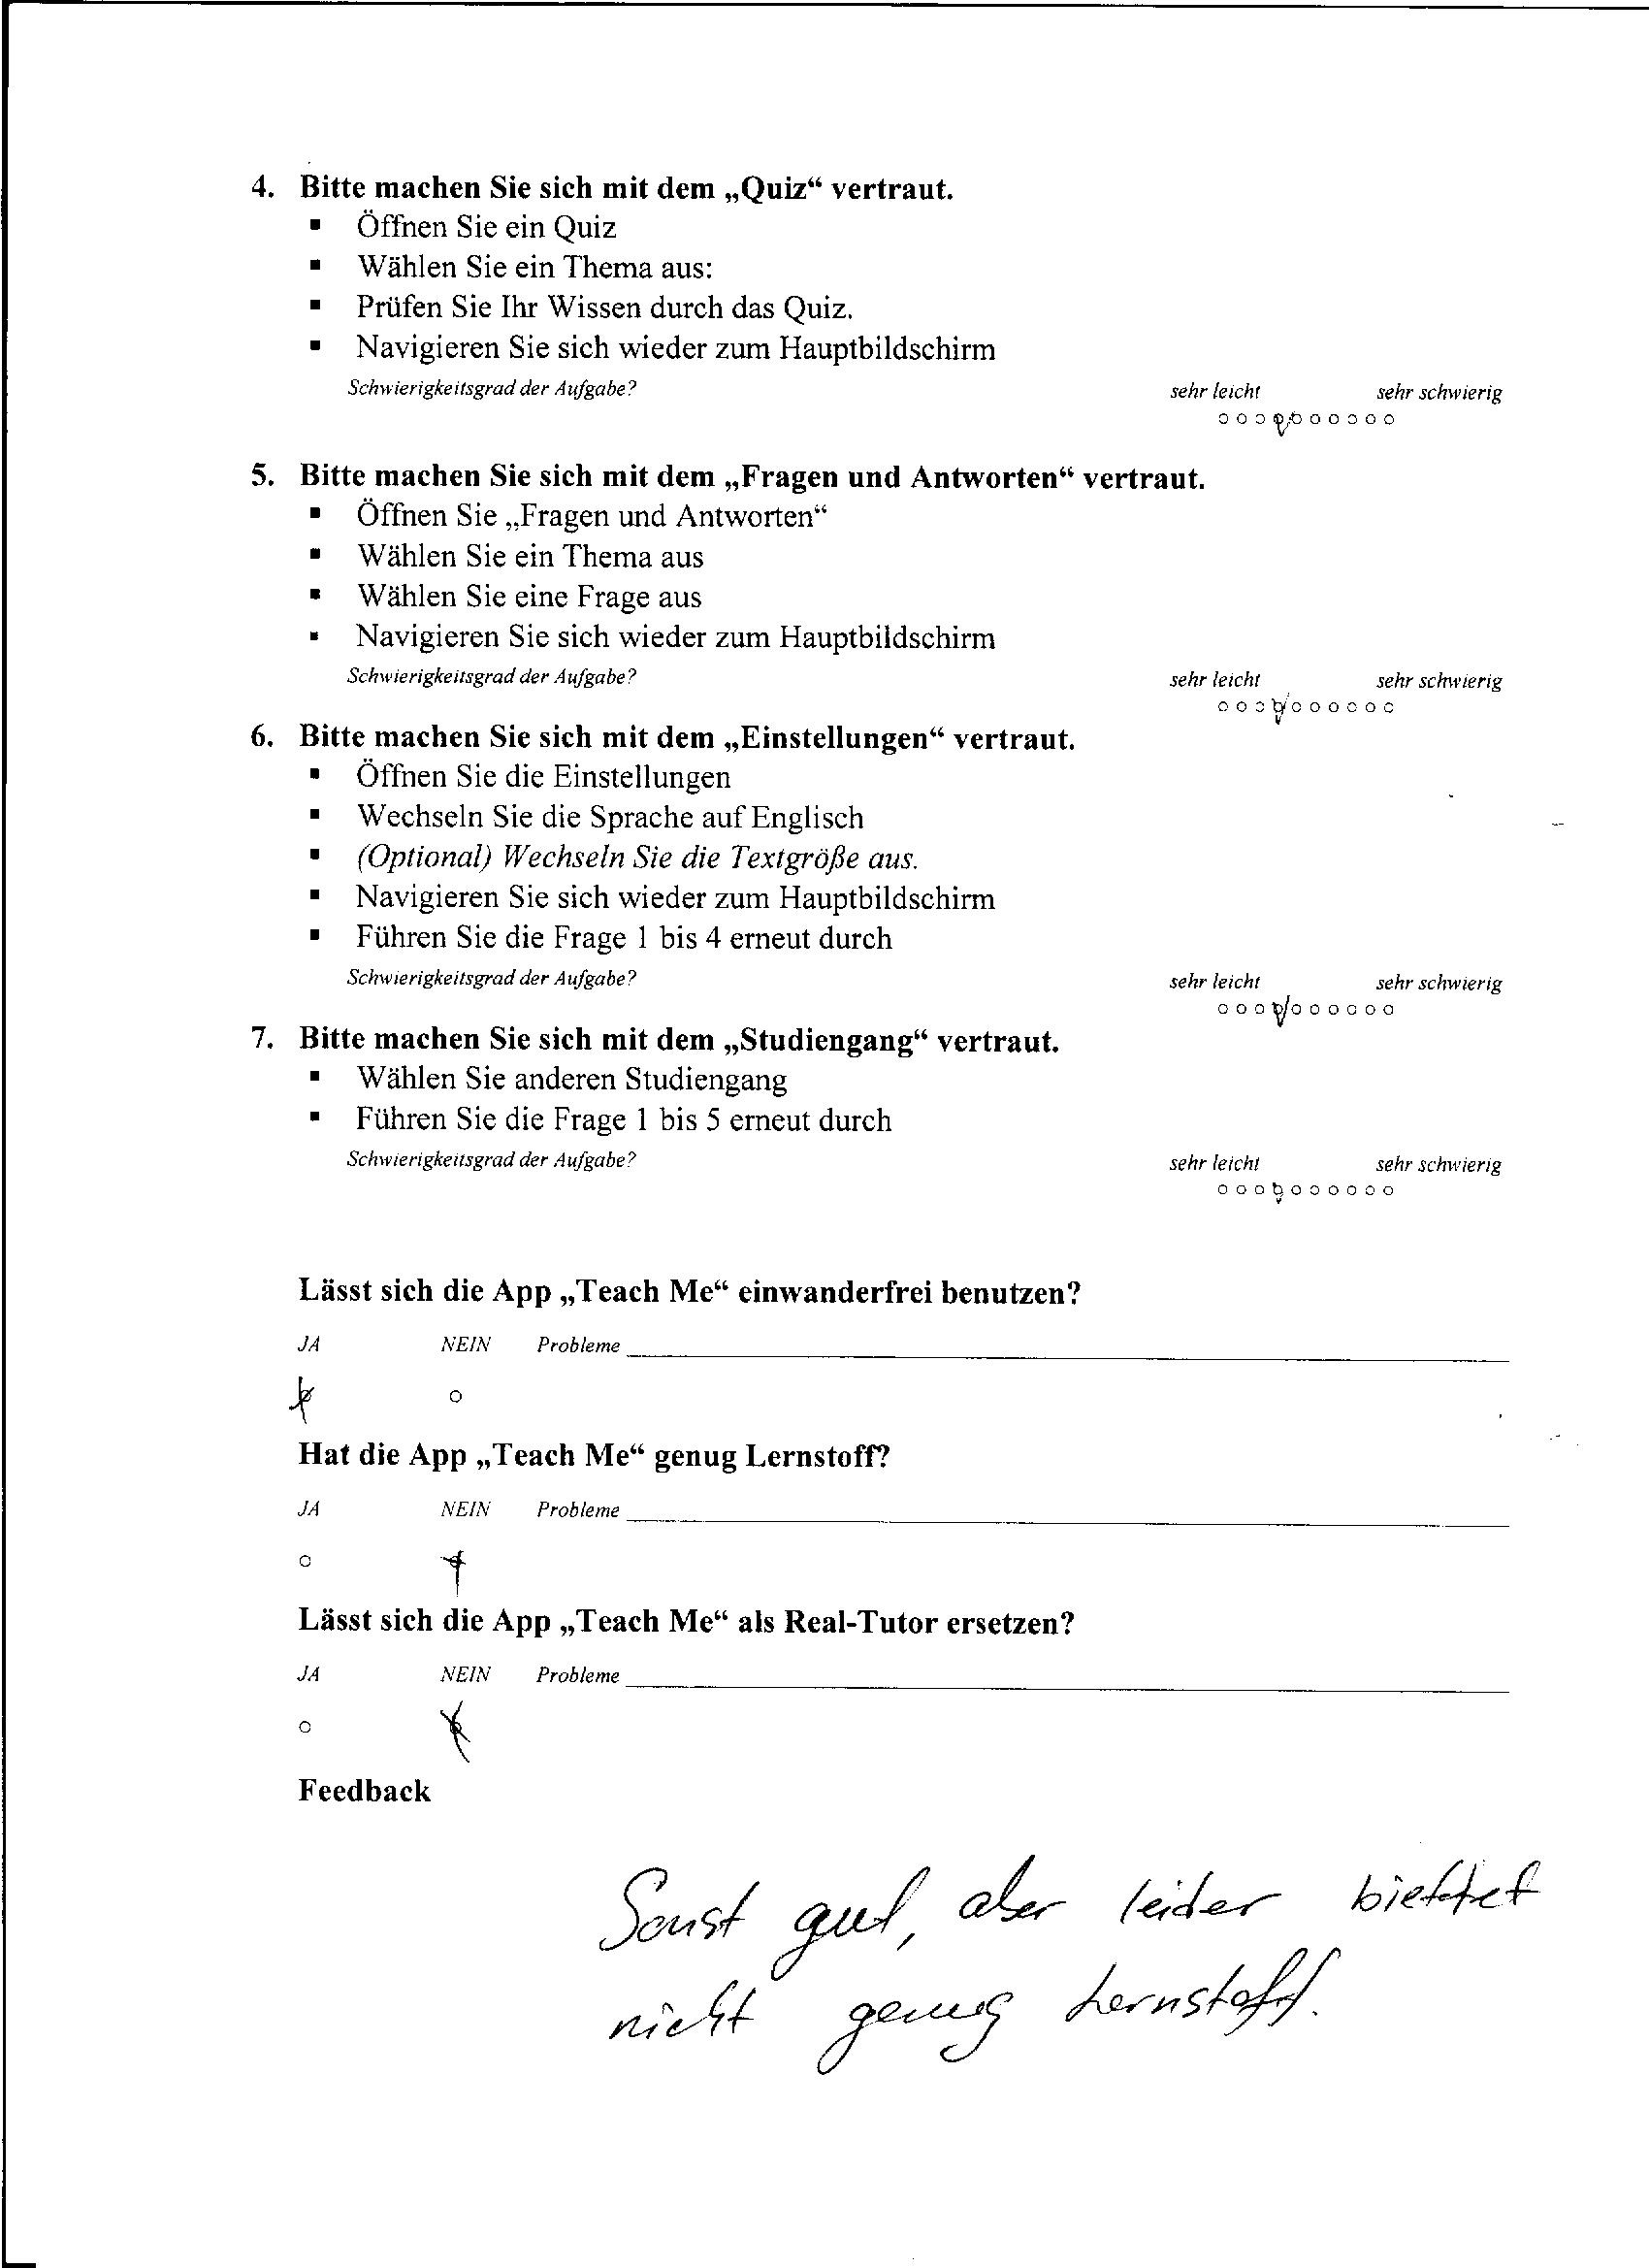 4. Bitte machen Sie sich mit dem „Quiz“ vertraut.
▪ Öffnen Sie ein Quiz
▪ Wählen Sie ein Thema aus:
▪ Prüfen Sie Ihr Wissen durch das Quiz.
▪ Navigieren Sie sich wieder zum Hauptbildschirm
Schwierigkeitsgrad der Aufgabe? sehr leicht sehr schwierig
5. Bitte machen Sie sich mit dem „Fragen und Antworten“ vertraut.
▪ Öffnen Sie „Fragen und Antworten“
▪ Wählen Sie ein Thema aus
▪ Wählen Sie eine Frage aus
▪ Navigieren Sie sich wieder zum Hauptbildschirm
Schwierigkeitsgrad der Aufgabe? sehr leicht sehr schwierig
6. Bitte machen Sie sich mit dem „Einstellungen“ vertraut.
▪ Öffnen Sie die Einstellungen
▪ Wechseln Sie die Sprache auf Englisch
▪ (Optional) Wechseln Sie die Textgröße aus.
▪ Navigieren Sie sich wieder zum Hauptbildschirm
▪ Führen Sie die Frage 1 bis 4 erneut durch
Schwierigkeitsgrad der Aufgabe? sehr leicht sehr schwierig
7. Bitte machen Sie sich mit dem „Studiengang“ vertraut.
▪ Wählen Sie anderen Studiengang
▪ Führen Sie die Frage 1 bis 5 erneut durch
Schwierigkeitsgrad der Aufgabe? sehr leicht sehr schwierig
Lässt sich die App „Teach Me“ einwanderfrei benutzen?
JA NEIN Probleme
Hat die App „Teach Me“ genug Lernstoff?
JA NEIN Probleme
Lässt sich die App „Teach Me“ als Real-Tutor ersetzen?
JA NEIN Probleme
Feedback
Sonst gut, aber leider biettet
nicht genug Lernstoff.